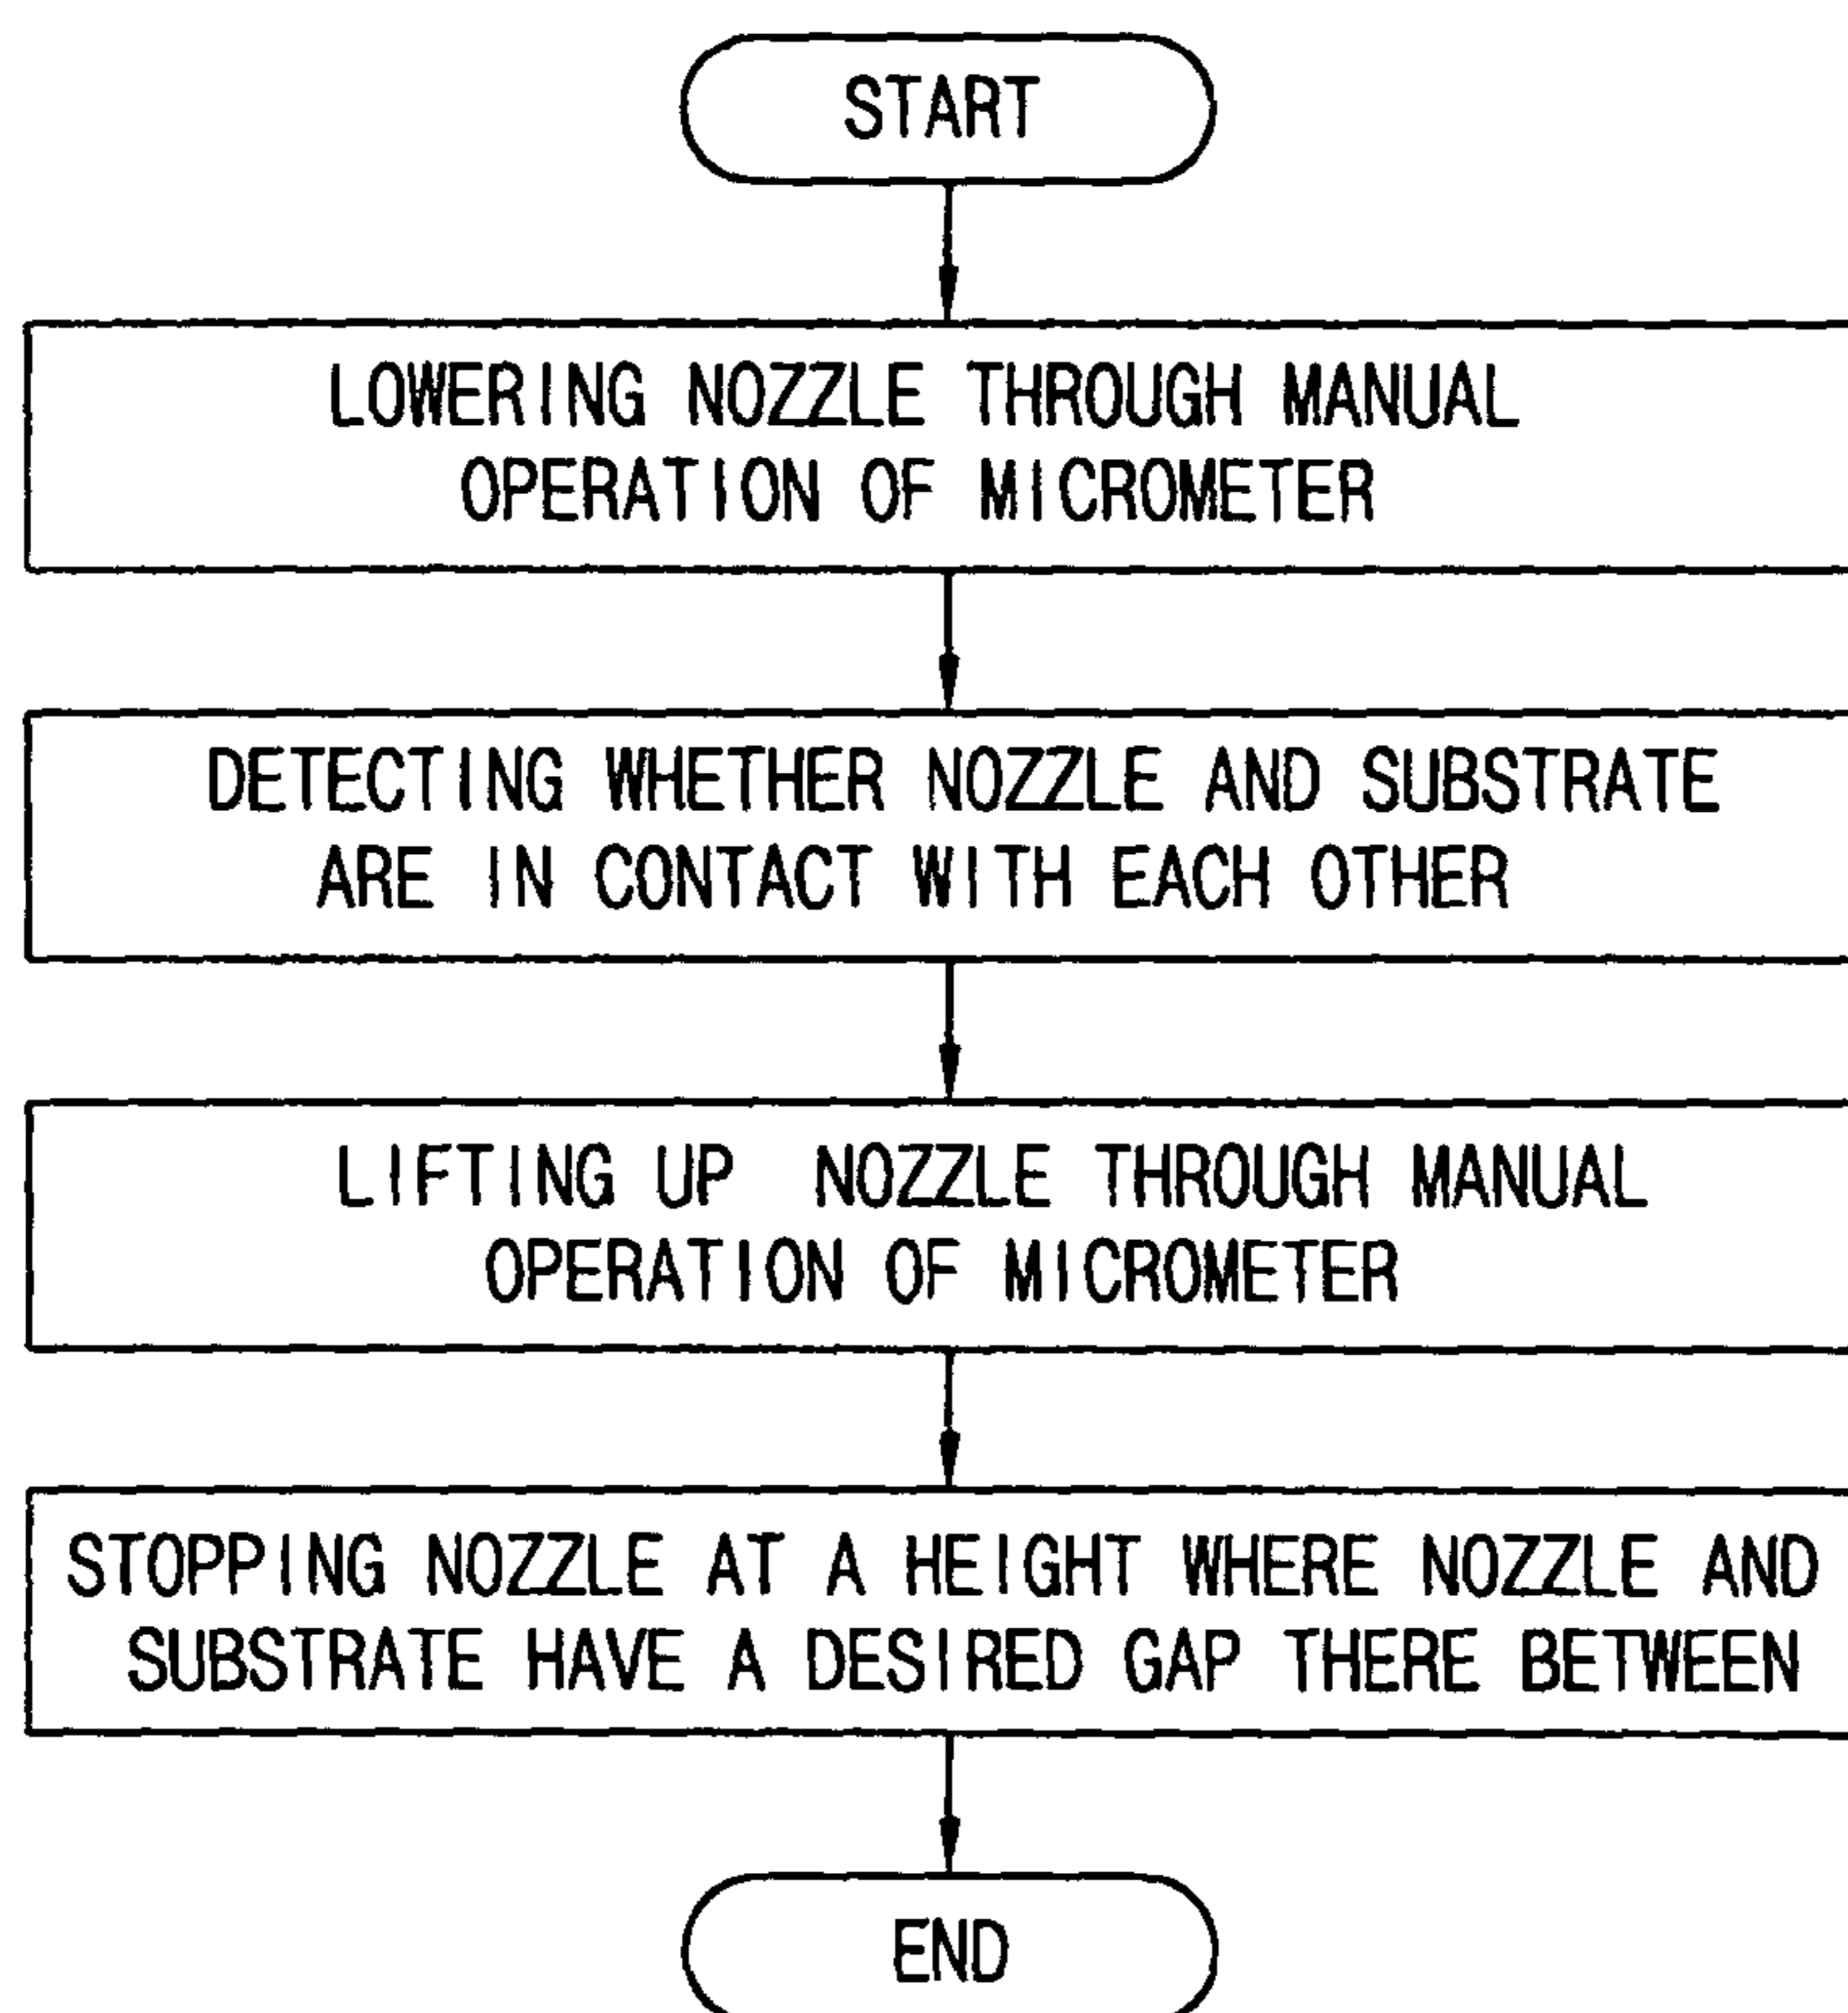 START
LOWERING NOZZLE THROUGH MANUAL
OPERATION OF MICROMETER
DETECTING WHETHER NOZZLE AND SUBSTRATE
ARE IN CONTACT WITH EACH OTHER
LIFTING UP NOZZLE THROUGH MANUAL
OPERATION OF MICROMETER
STOPPING NOZZLE AT A HEIGHT WHERE NOZZLE AND
SUBSTRATE HAVE A DESIRED GAP THERE BETWEEN
END